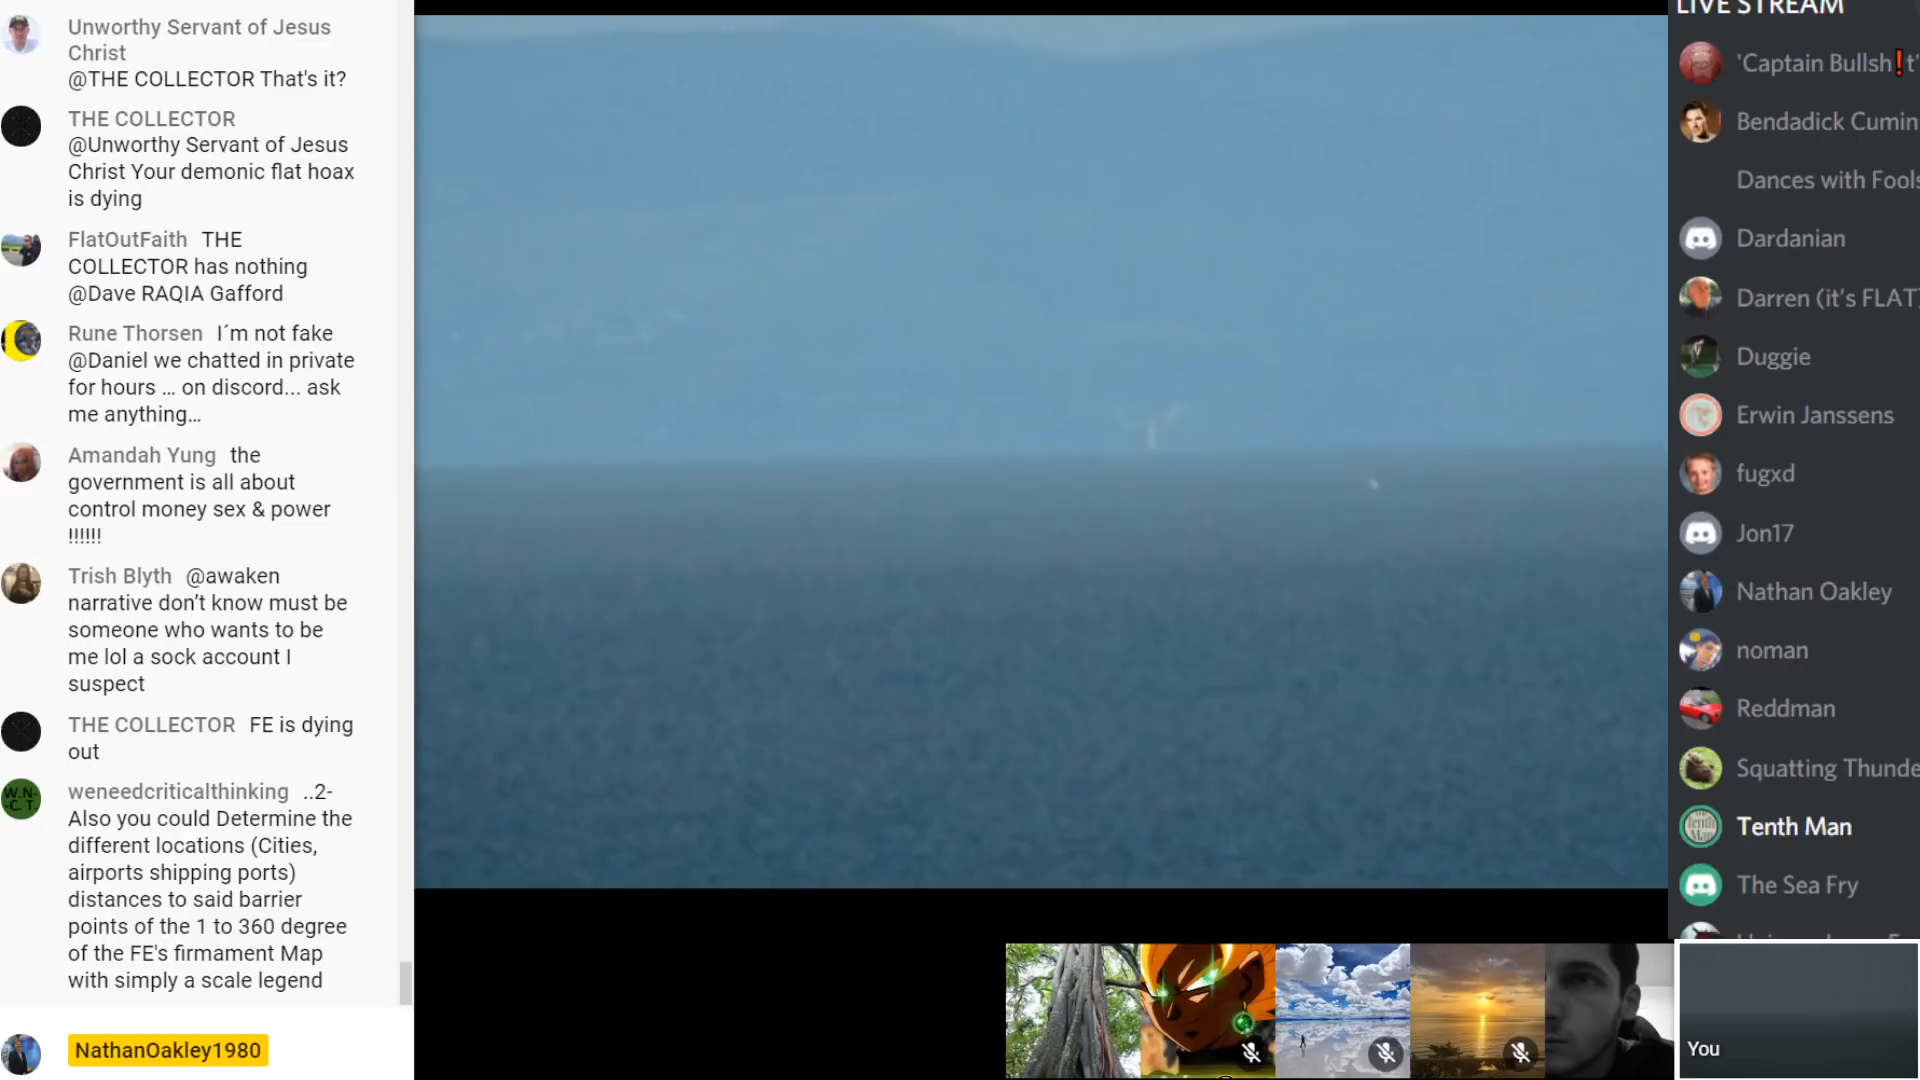 Unworthy Servant of Jesus
Christ
@THE COLLECTOR That's it?
THE COLLECTOR
@Unworthy Servant of Jesus
Christ Your demonic flat hoax
is dying
FlatOutFaith THE
COLLECTOR has nothing
@Dave RAQIA Gafford
Rune Thorsen I´m not fake
@Daniel we chatted in private
for hours ... on discord... ask
me anything...
Amandah Yung the
government is all about
control money sex & power
!!!!!!
Trish Blyth @awaken
narrative don’t know must be
someone who wants to be
me lol a sock account I
suspect
THE COLLECTOR FE is dying
out
weneedcriticalthinking ..2-
Also you could Determine the
different locations (Cities,
airports shipping ports)
distances to said barrier
points of the 1 to 360 degree
of the FE's firmament Map
with simply a scale legend
W.N-
-C. T.
NathanOakley1980
LIVE STREAM
'Captain Bullsh❗t'
Bendadick Cumin
Dances with Fools
Dardanian
Darren (it's FLAT)
Duggie
Erwin Janssens
fugxd
Jon17
Nathan Oakley
noman
Reddman
Squatting Thunde
Tenth Man
Tenth
Man
The Sea Fry
You